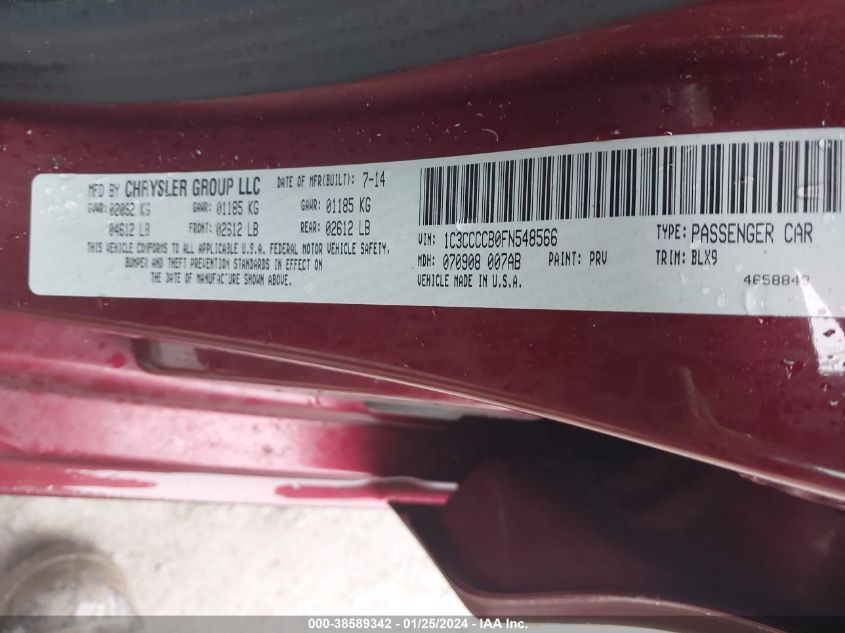 MFD BY CHRYSLER GROUP LLC DATE OF MFR(BUILT): 7-14
GVWR: 02052 KG GAWR: 01185 KG GAWR: 01185 KG
04612 LB FRONT: 02612 LB REAR: 02612 LB
THIS VEHICLE CONFORMS TO ALL APPLICABLE U.S.A. FEDERAL MOTOR VEHICLE SAFETY,
BUMPER AND THEFT PREVENTION STANDARDS IN EFFECT ON
THE DATE OF MANUFACTURE SHOWN ABOVE.
VIN: 1C3CCCCB0FN548566 TYPE: PASSENGER CAR
MDH: 070908 007AB PAINT: PRV TRIM: BLX9
VEHICLE MADE IN U.S.A. 4658843
000-38589342 - 01/25/2024 - IAA Inc.